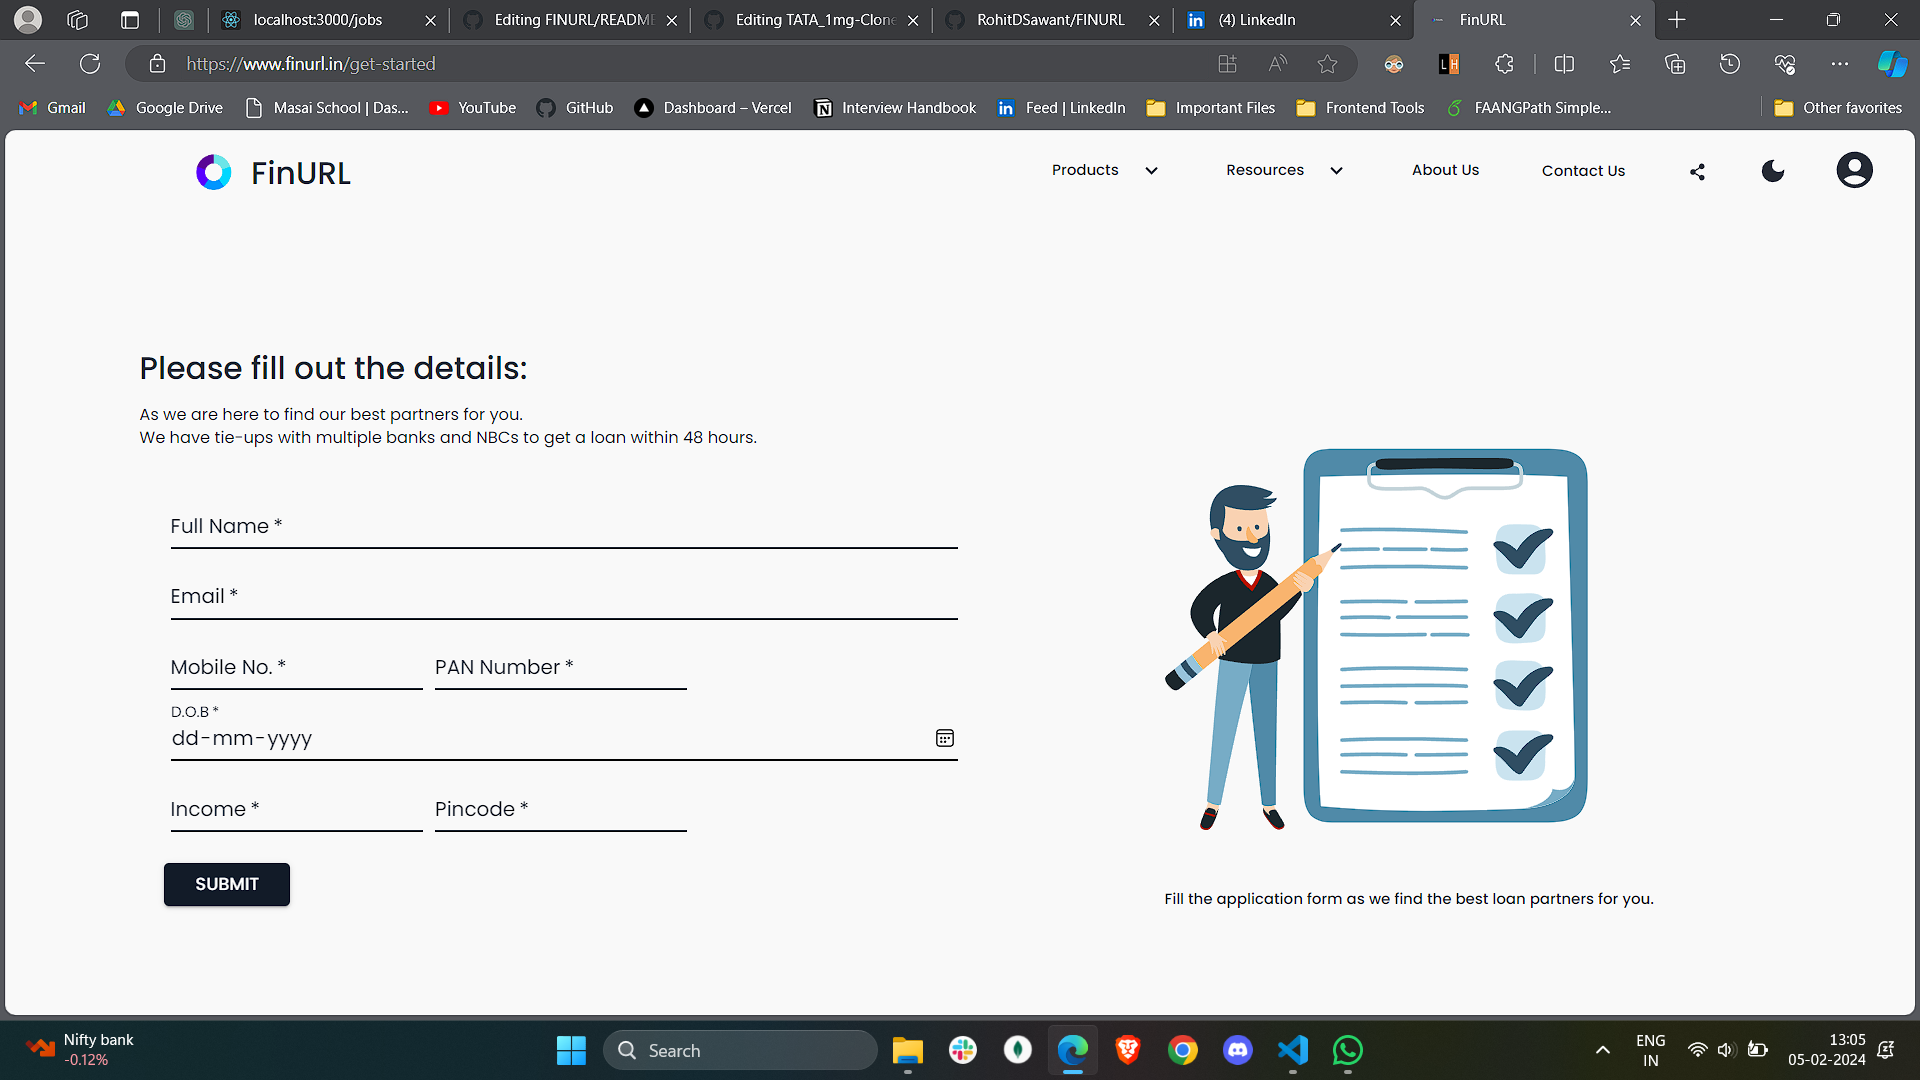 localhost:3000/jobs
Editing FINURL/README
Editing TATA_1mg-Clone
RohitDSawant/FINURL
(4) LinkedIn
FinURL
https://www.finurl.in/get-started
Gmail
Google Drive
Masai School | Das...
YouTube
GitHub
Dashboard – Vercel
Interview Handbook
Feed | LinkedIn
Important Files
Frontend Tools
FAANGPath Simple...
Other favorites
FinURL
Products
Resources
About Us
Contact Us
Please fill out the details:
As we are here to find our best partners for you.
We have tie-ups with multiple banks and NBCs to get a loan within 48 hours.
Full Name *
Email *
Mobile No. *
PAN Number *
D.O.B *
dd-mm-yyyy
Income *
Pincode *
SUBMIT
Fill the application form as we find the best loan partners for you.
Nifty bank
-0.12%
Search
ENG
IN
13:05
05-02-2024